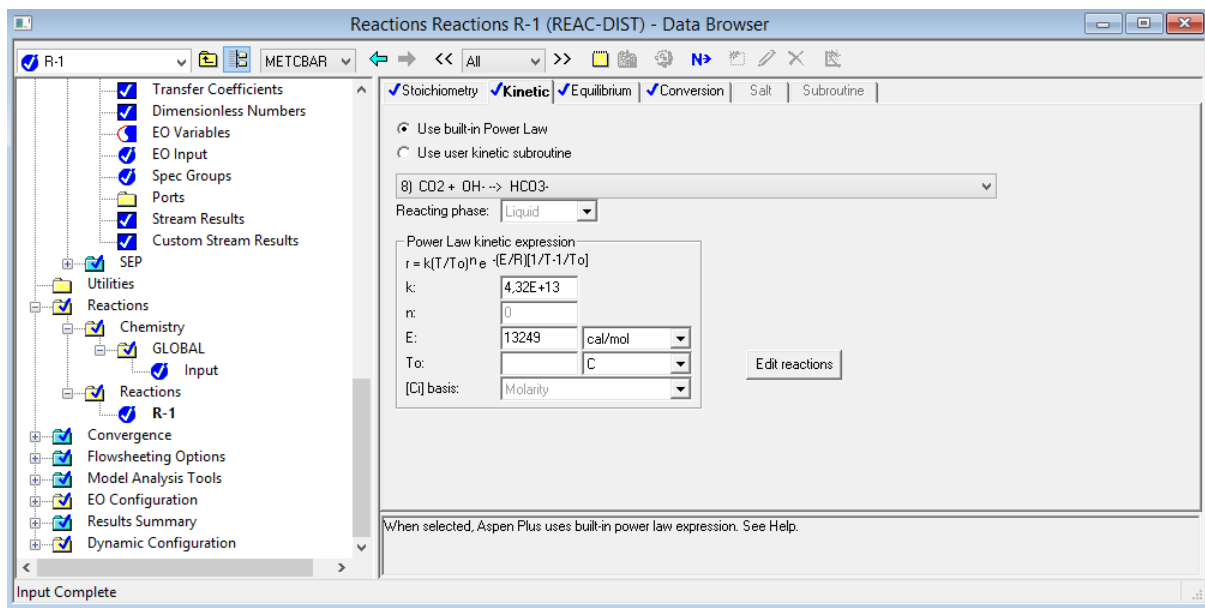 Reactions Reactions R-1 (REAC-DIST) - Data Browser
R-1 METCBAR << All >> N>
Transfer Coefficients
Dimensionless Numbers
EO Variables
EO Input
Spec Groups
Ports
Stream Results
Custom Stream Results
SEP
Utilities
Reactions
Chemistry
GLOBAL
Input
Reactions
R-1
Convergence
Flowsheeting Options
Model Analysis Tools
EO Configuration
Results Summary
Dynamic Configuration
Stoichiometry Kinetic Equilibrium Conversion Salt Subroutine
Use built-in Power Law
Use user kinetic subroutine
8) CO2 + OH- --> HCO3-
Reacting phase: Liquid
Power Law kinetic expression
r = k(T/To)n e -(E/R)[1/T-1/To]
k: 4,32E+13
n: 0
E: 13249 cal/mol
To: C
[Ci] basis: Molarity
Edit reactions
When selected, Aspen Plus uses built-in power law expression. See Help.
Input Complete